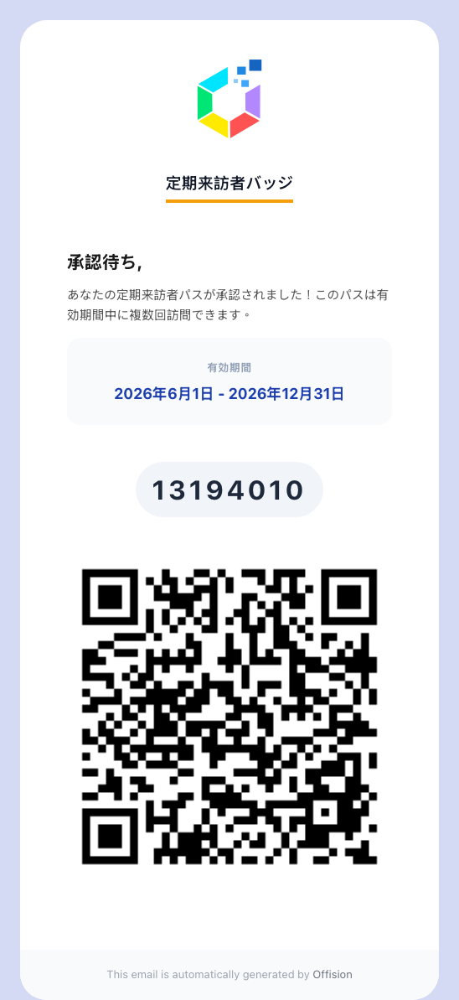 定期来訪者バッジ
承認待ち,
あなたの定期来訪者パスが承認されました！このパスは有
効期間中に複数回訪問できます。
有効期間
2026年6月1日 - 2026年12月31日
13194010
This email is automatically generated by Offision